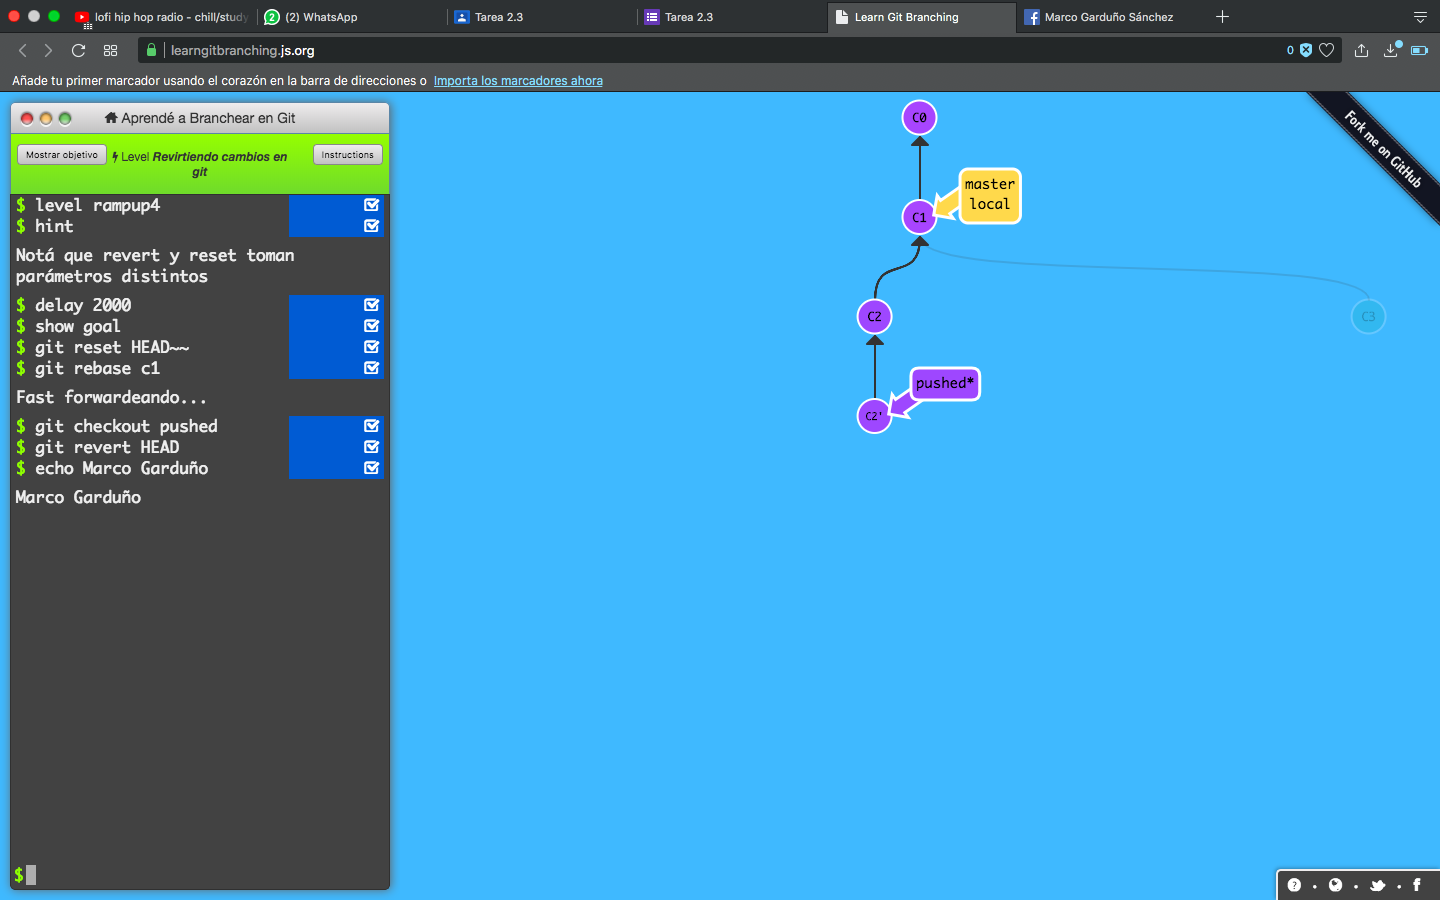 lofi hip hop radio - chill/study
2
(2) WhatsApp
Tarea 2.3
Tarea 2.3
Learn Git Branching
Marco Garduño Sánchez
learngitbranching.js.org
0
Añade tu primer marcador usando el corazón en la barra de direcciones o Importa los marcadores ahora
Aprendé a Branchear en Git
Mostrar objetivo
Level Revirtiendo cambios en
git
Instructions
$ level rampup4
$ hint
Notá que revert y reset toman
parámetros distintos
$ delay 2000
$ show goal
$ git reset HEAD~~
$ git rebase c1
Fast forwardeando...
$ git checkout pushed
$ git revert HEAD
$ echo Marco Garduño
Marco Garduño
$
C0
master
local
C1
C2
C3
pushed*
C2'
Fork me on GitHub
?
f